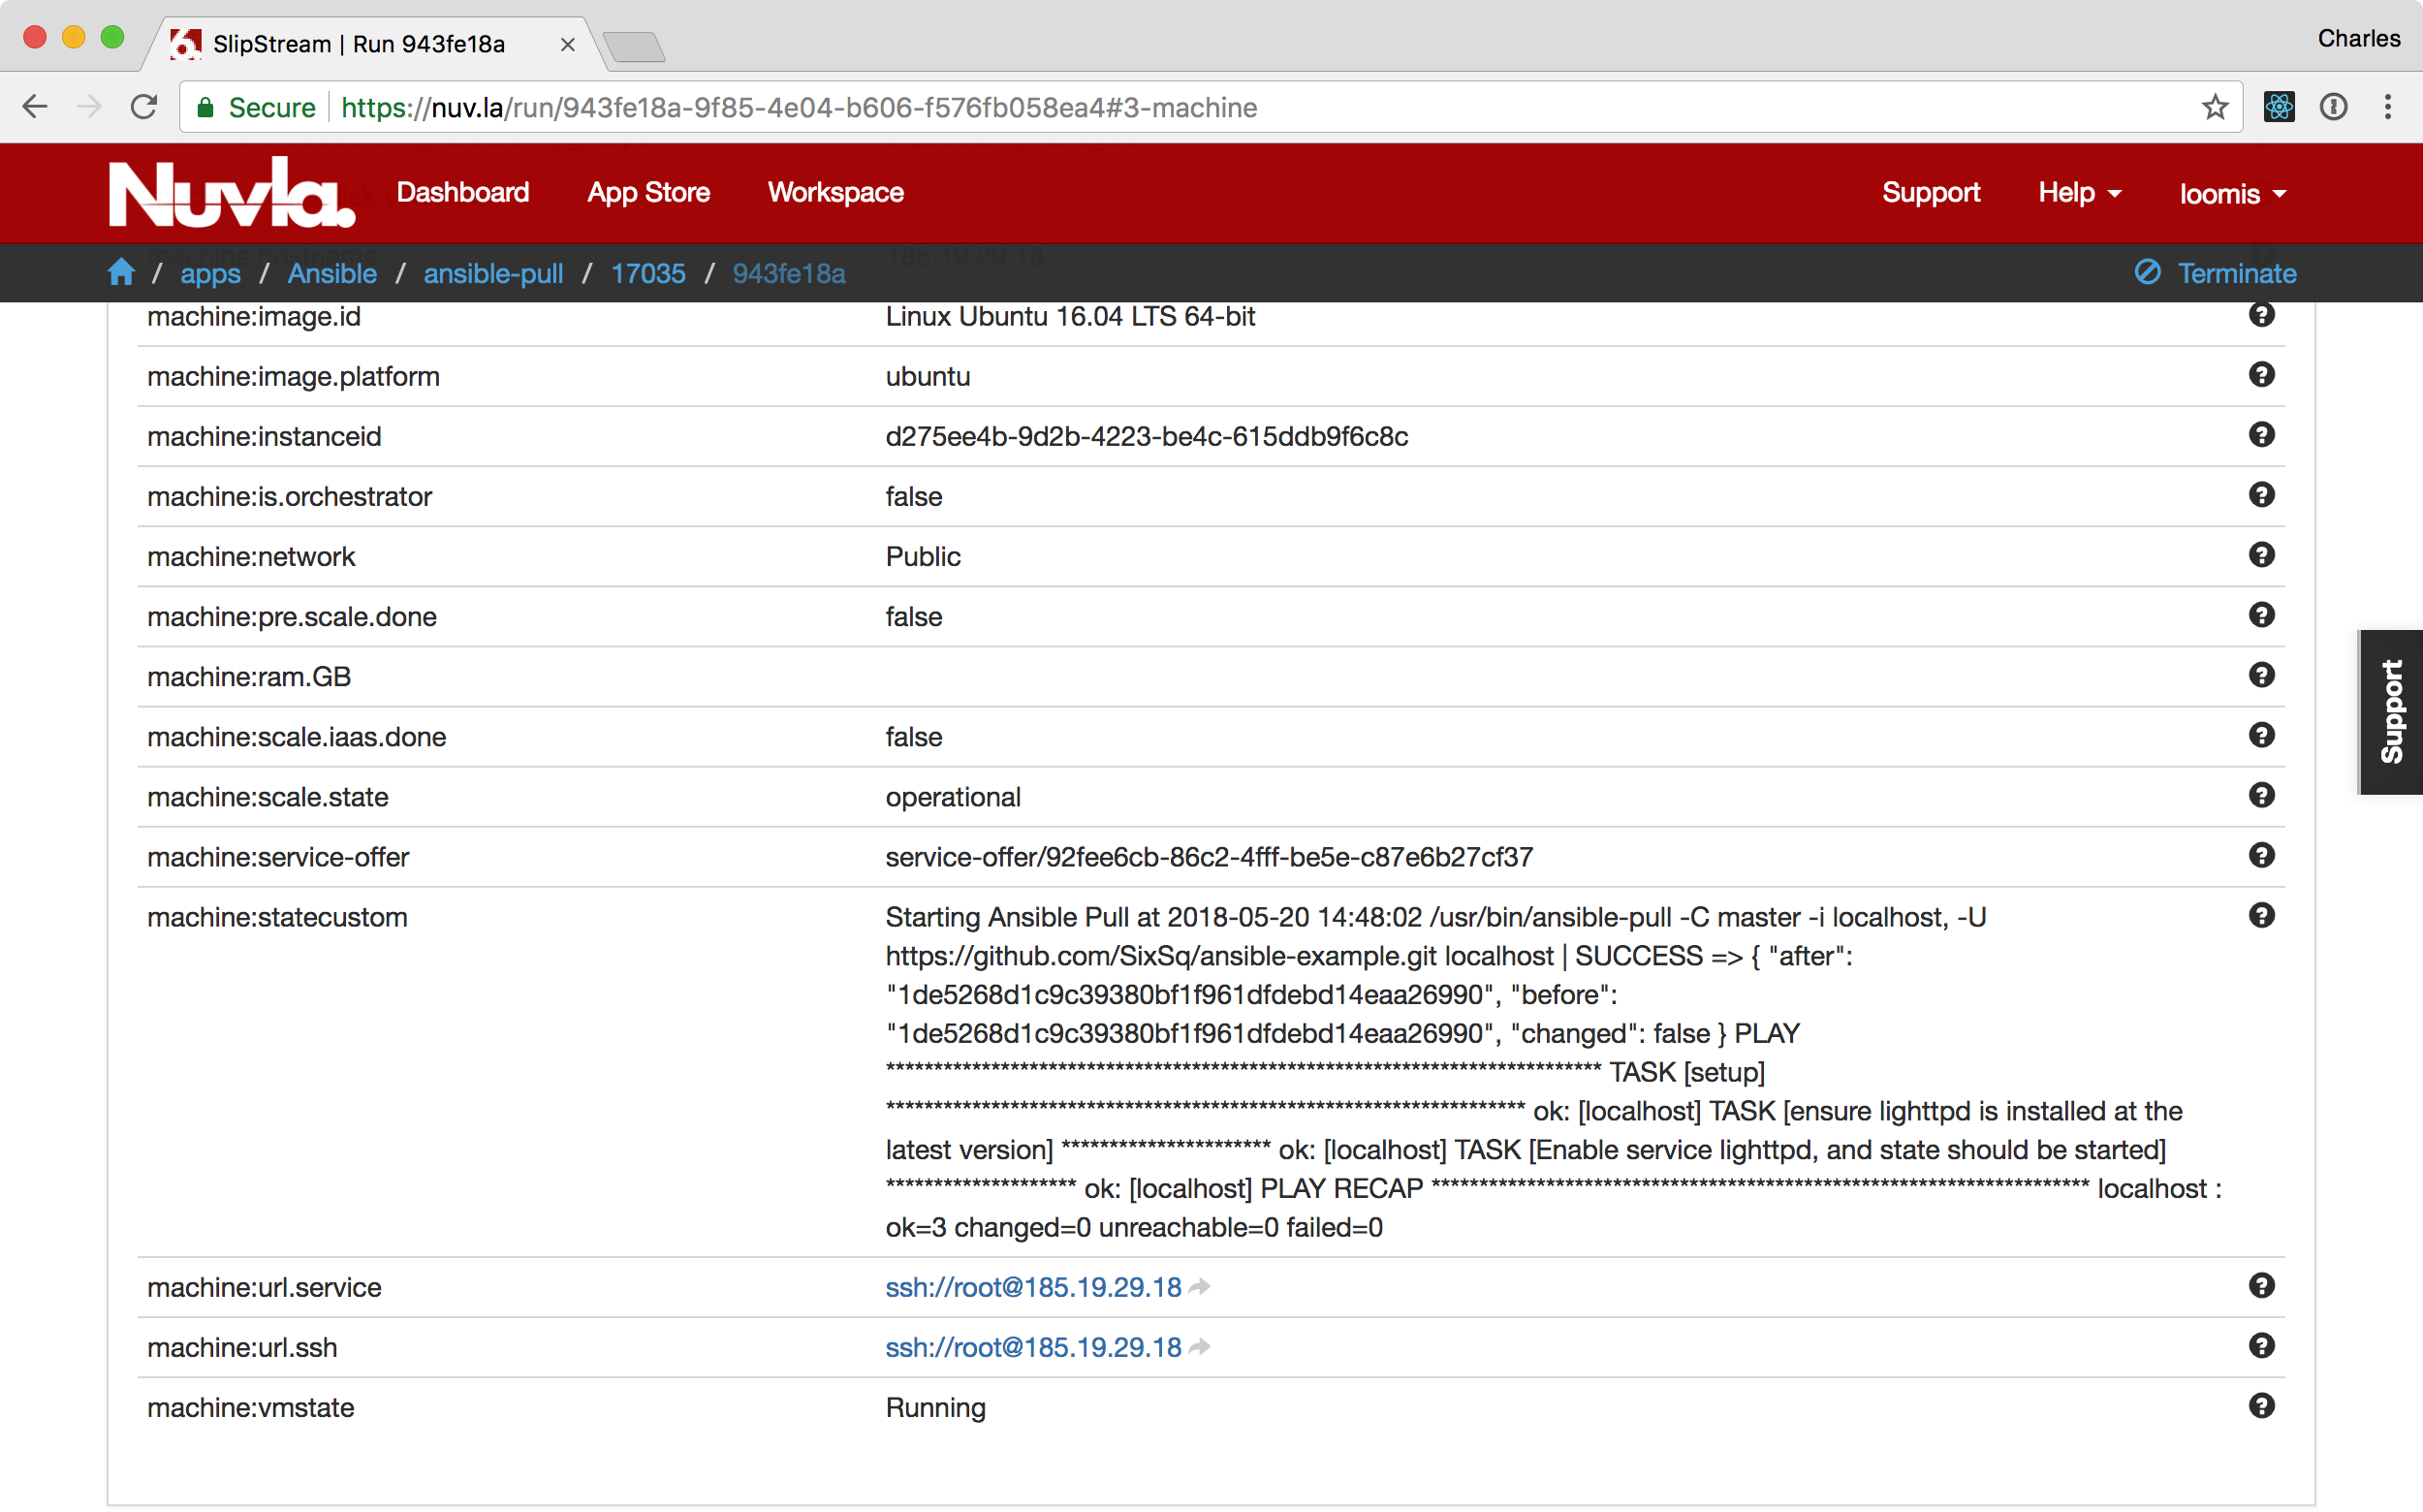 SlipStream | Run 943fe18a
Charles
Secure https://nuv.la/run/943fe18a-9f85-4e04-b606-f576fb058ea4#3-machine
Nuvla. Dashboard App Store Workspace Support Help loomis
machine:hostname 185.19.29.18
/ apps / Ansible / ansible-pull / 17035 / 943fe18a Terminate
machine:image.id Linux Ubuntu 16.04 LTS 64-bit
machine:image.platform ubuntu
machine:instanceid d275ee4b-9d2b-4223-be4c-615ddb9f6c8c
machine:is.orchestrator false
machine:network Public
machine:pre.scale.done false
machine:ram.GB
machine:scale.iaas.done false
Support
machine:scale.state operational
machine:service-offer service-offer/92fee6cb-86c2-4fff-be5e-c87e6b27cf37
machine:statecustom Starting Ansible Pull at 2018-05-20 14:48:02 /usr/bin/ansible-pull -C master -i localhost, -U
https://github.com/SixSq/ansible-example.git localhost | SUCCESS => { "after":
"1de5268d1c9c39380bf1f961dfdebd14eaa26990", "before":
"1de5268d1c9c39380bf1f961dfdebd14eaa26990", "changed": false } PLAY
*************************************************************************** TASK [setup]
******************************************************************* ok: [localhost] TASK [ensure lighttpd is installed at the
latest version] ********************** ok: [localhost] TASK [Enable service lighttpd, and state should be started]
******************** ok: [localhost] PLAY RECAP ********************************************************************* localhost :
ok=3 changed=0 unreachable=0 failed=0
machine:url.service ssh://root@185.19.29.18
machine:url.ssh ssh://root@185.19.29.18
machine:vmstate Running